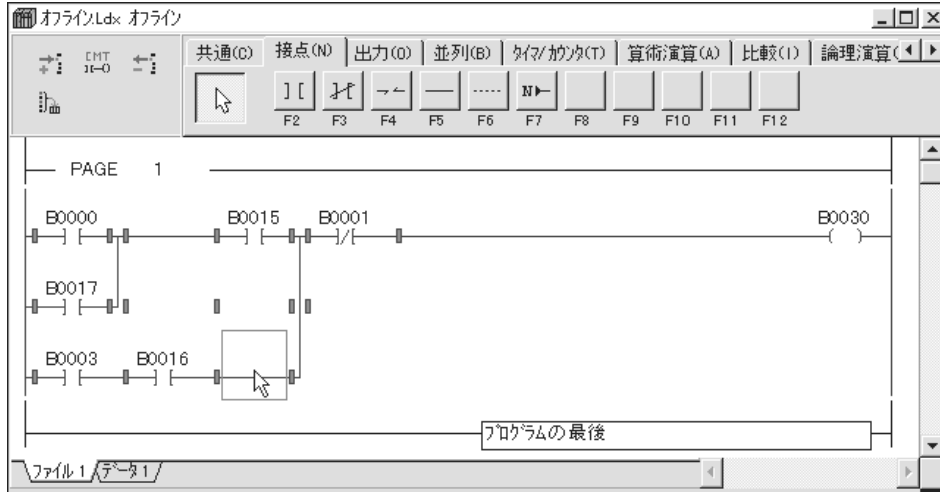 オフライン.Ldx オフライン
CMT
共通(C) 接点(N) 出力(O) 並列(B) タイマ/カウンタ(T) 算術演算(A) 比較(I) 論理演算(
N
F2 F3 F4 F5 F6 F7 F8 F9 F10 F11 F12
PAGE 1
B0000 B0015 B0001 B0030
B0017
B0003 B0016
プログラムの最後
ファイル1 データ1